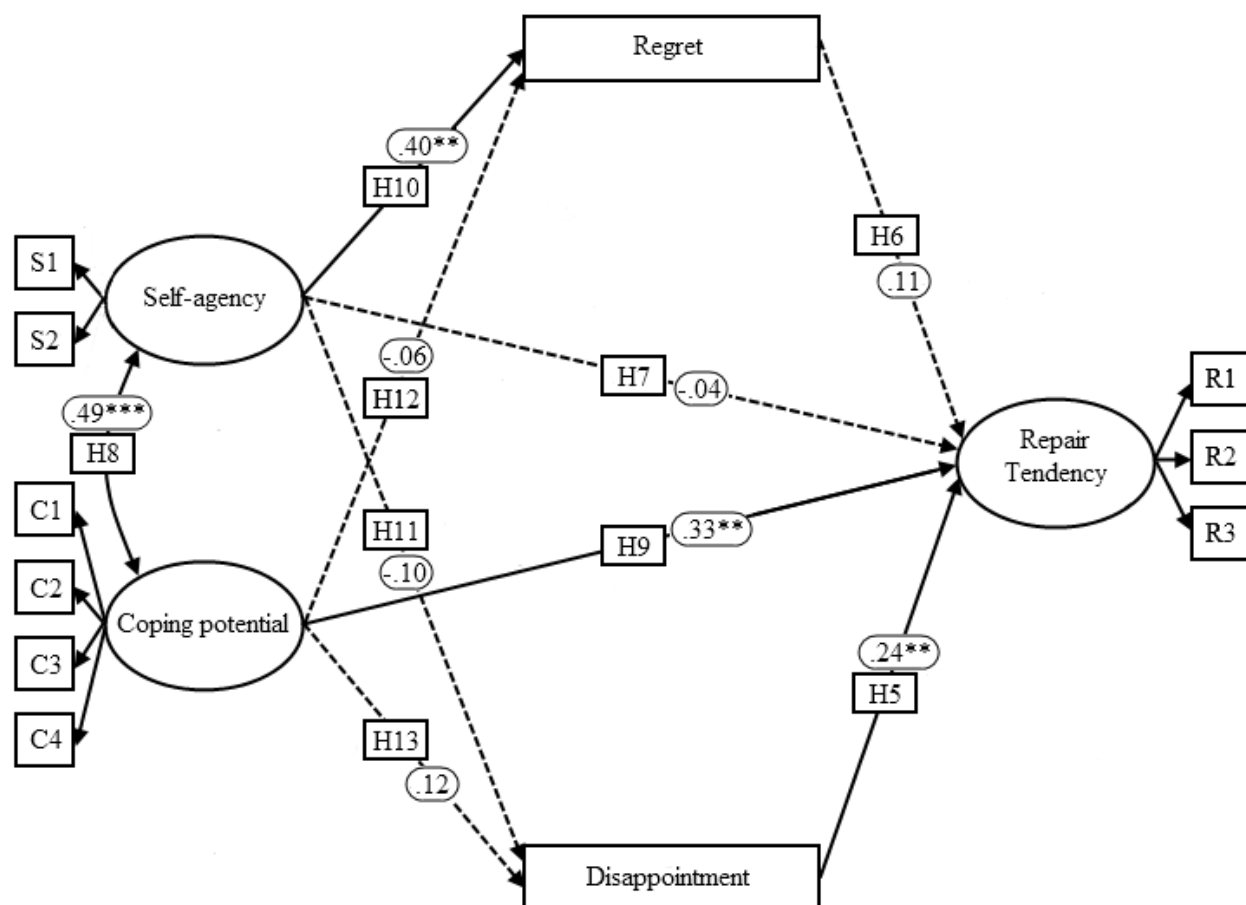 Regret
.40**
H10
H6
S1
Self-agency
.11
S2
-.06
H7
-.04
R1
.49***
H12
Repair
Tendency
R2
H8
C1
H11
.33**
H9
R3
-.10
C2
Coping potential
.24**
C3
H5
C4
H13
.12
Disappointment